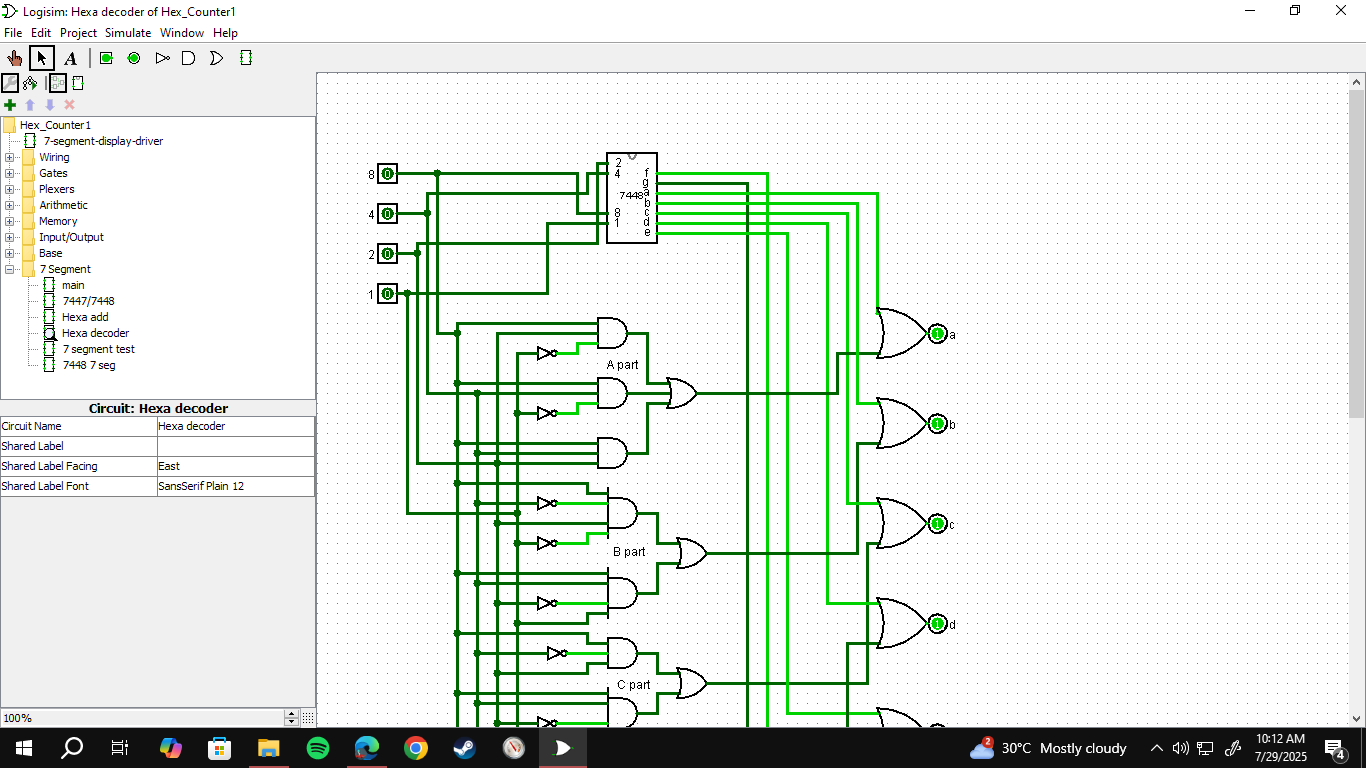 Logisim: Hexa decoder of Hex_Counter1
File Edit Project Simulate Window Help
A
Hex_Counter1
7-segment-display-driver
Wiring
Gates
Plexers
Arithmetic
Memory
Input/Output
Base
7 Segment
main
7447/7448
Hexa add
Hexa decoder
7 segment test
7448 7 seg
Circuit: Hexa decoder
Circuit Name Hexa decoder
Shared Label
Shared Label Facing East
Shared Label Font SansSerif Plain 12
100%
8 0
4 0
2 0
1 0
2
4
8
1
7448
f
g
a
b
c
d
e
A part
B part
C part
1 a
1 b
1 c
1 d
2
30°C Mostly cloudy
10:12 AM
7/29/2025
4